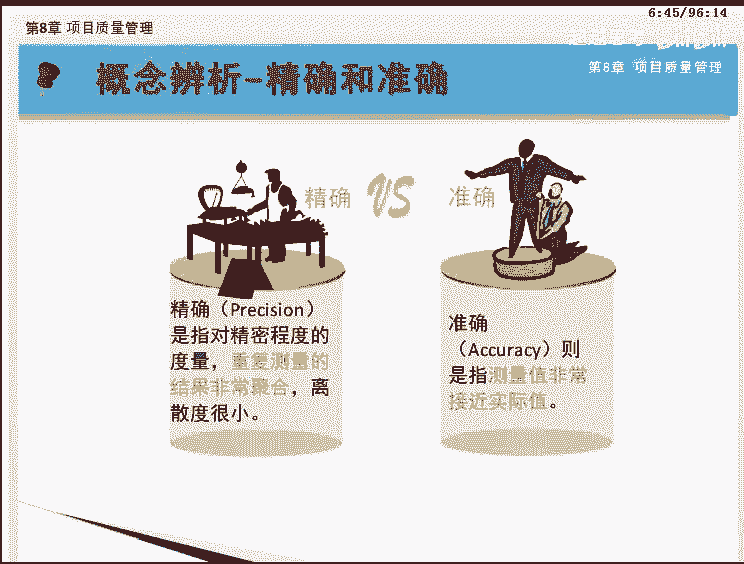 6:45/96:14
第8章 项目质量管理
第8章 项目质量管理
概念辨析-精确和准确
精确
VS
准确
精确（Precision）
是指对精密程度的
度量，重复测量的
结果非常聚合，离
散度很小。
准确
（Accuracy）则
是指测量值非常
接近实际值。